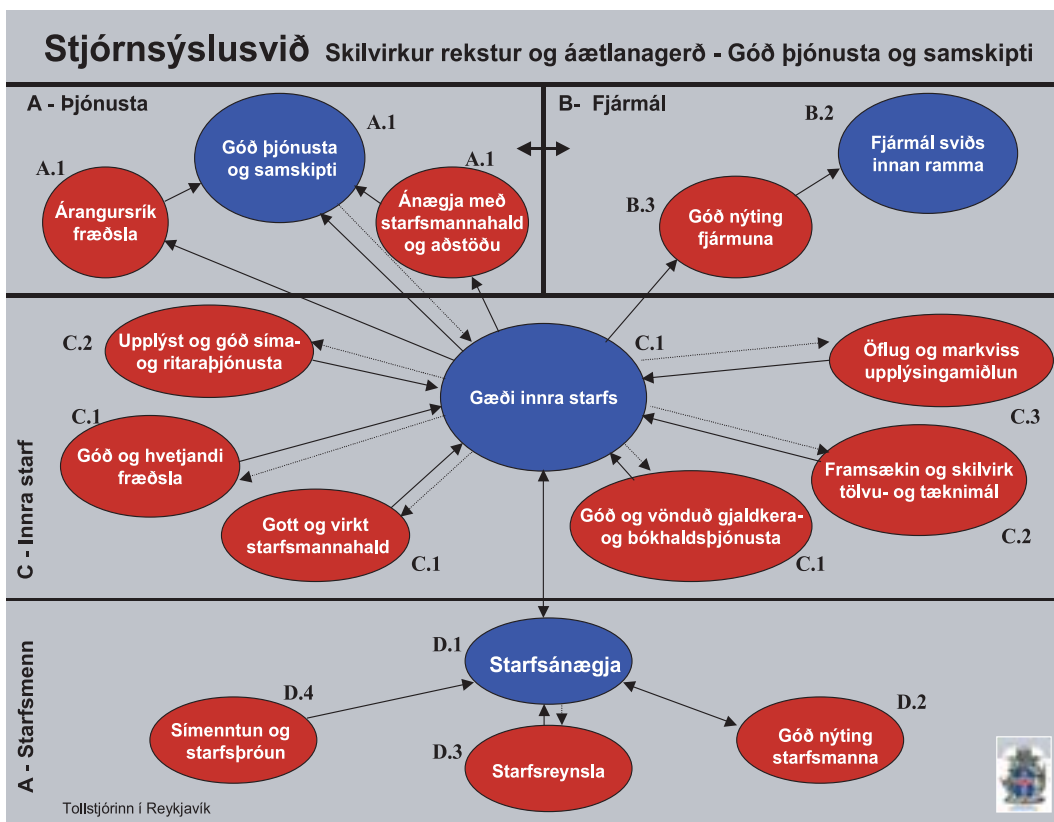 Stjórnsýslusvið Skilvirkur rekstur og áætlanagerð - Góð þjónusta og samskipti
A - Þjónusta
A.1
Góð þjónusta
og samskipti
A.1
Árangursrík
fræðsla
A.1
Ánægja með
starfsmannahald
og aðstöðu
B- Fjármál
B.2
Fjármál sviðs
innan ramma
B.3
Góð nýting
fjármuna
C - Innra starf
C.1
Gæði innra starfs
C.2
Upplýst og góð síma-
og ritaraþjónusta
C.1
Góð og hvetjandi
fræðsla
Gott og virkt
starfsmannahald
C.1
Góð og vönduð gjaldkera-
og bókhaldsþjónusta
C.1
Öflug og markviss
upplýsingamiðlun
C.3
Framsækin og skilvirk
tölvu- og tæknimál
C.2
A - Starfsmenn
D.1
Starfsánægja
D.4
Símenntun og
starfsþróun
D.3
Starfsreynsla
D.2
Góð nýting
starfsmanna
Tollstjórinn í Reykjavík